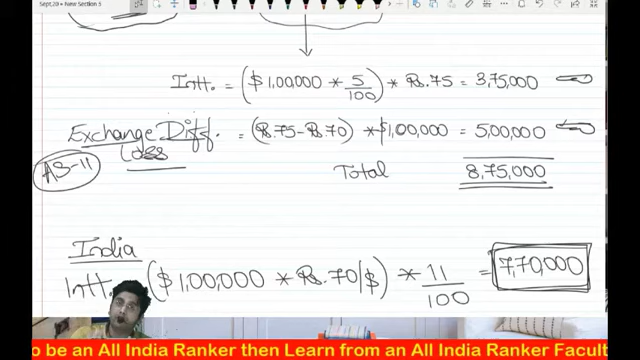 Sept.20 • New Section 3
Intt. = ($1,00,000 * 5/100) * Rs.75 = 3,75,000
Exchange Diff. = (Rs.75 - Rs.70) * $1,00,000 = 5,00,000
Loss
AS-11
Total 8,75,000
India
Intt. ($1,00,000 * Rs.70/$) * 11/100 = 7,70,000
o be an All India Ranker then Learn from an All India Ranker Facult